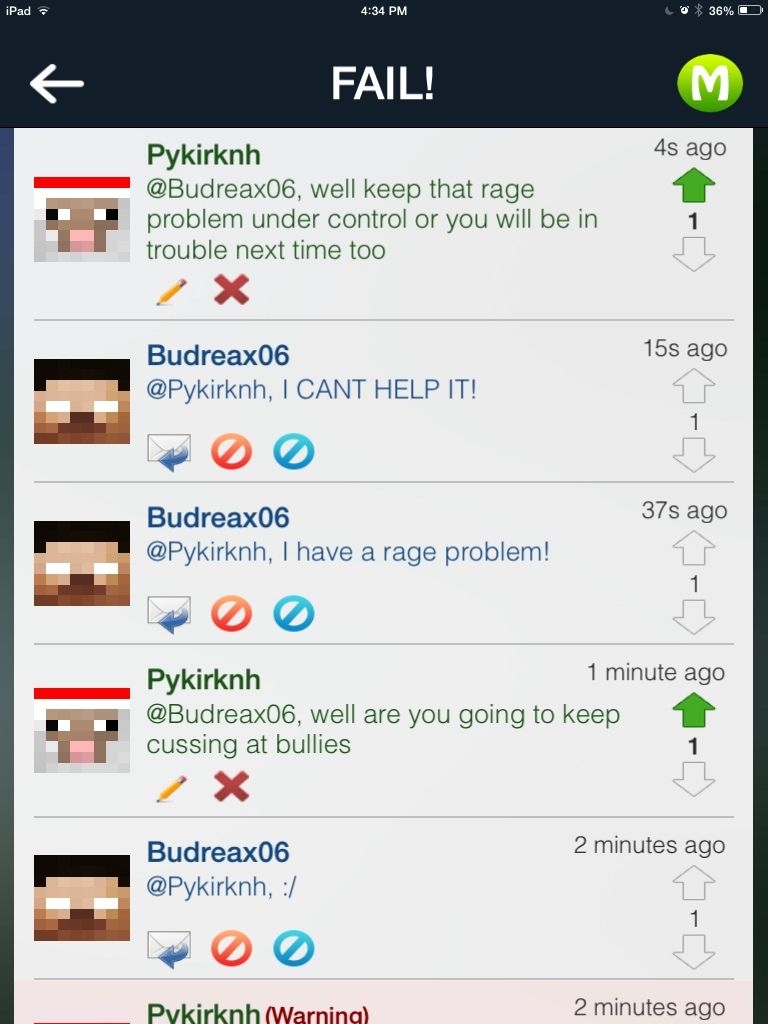 iPad 4:34 PM 36%
FAIL! M
Pykirknh 4s ago
@Budreax06, well keep that rage
problem under control or you will be in
trouble next time too
1
Budreax06 15s ago
@Pykirknh, I CANT HELP IT!
1
Budreax06 37s ago
@Pykirknh, I have a rage problem!
1
Pykirknh 1 minute ago
@Budreax06, well are you going to keep
cussing at bullies
1
Budreax06 2 minutes ago
@Pykirknh, :/
1
Pykirknh (Warning) 2 minutes ago